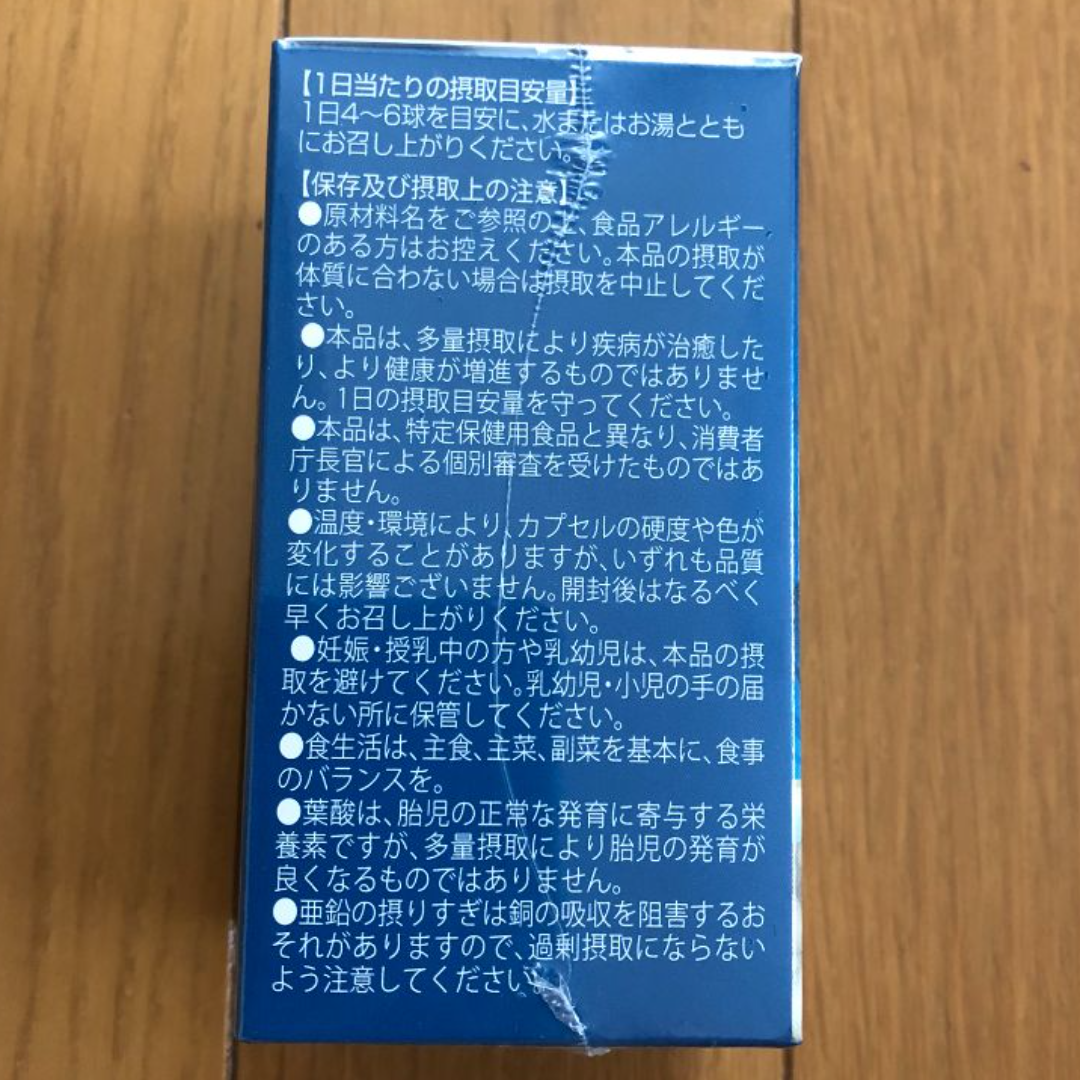 【1日当たりの摂取目安量】
1日4〜6球を目安に、水またはお湯ととも
にお召し上がりください。
【保存及び摂取上の注意】
●原材料名をご参照の上、食品アレルギー
のある方はお控えください。本品の摂取が
体質に合わない場合は摂取を中止してくだ
さい。
●本品は、多量摂取により疾病が治癒した
り、より健康が増進するものではありませ
ん。1日の摂取目安量を守ってください。
●本品は、特定保健用食品と異なり、消費者
庁長官による個別審査を受けたものではあ
りません。
●温度・環境により、カプセルの硬度や色が
変化することがありますが、いずれも品質
には影響ございません。開封後はなるべく
早くお召し上がりください。
●妊娠・授乳中の方や乳幼児は、本品の摂
取を避けてください。乳幼児・小児の手の届
かない所に保管してください。
●食生活は、主食、主菜、副菜を基本に、食事
のバランスを。
●葉酸は、胎児の正常な発育に寄与する栄
養素ですが、多量摂取により胎児の発育が
良くなるものではありません。
●亜鉛の摂りすぎは銅の吸収を阻害するお
それがありますので、過剰摂取にならない
よう注意してください。